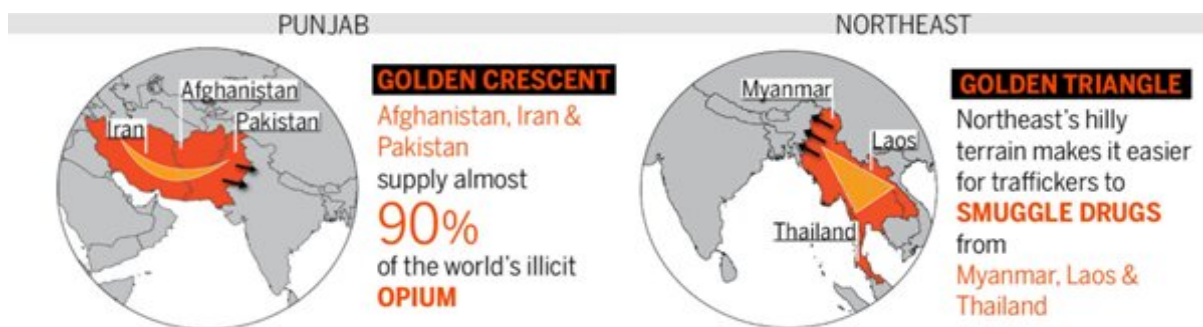 PUNJAB
Afghanistan
Iran
Pakistan
GOLDEN CRESCENT
Afghanistan, Iran &
Pakistan
supply almost
90%
of the world's illicit
OPIUM
NORTHEAST
Myanmar
Laos
Thailand
GOLDEN TRIANGLE
Northeast's hilly
terrain makes it easier
for traffickers to
SMUGGLE DRUGS
from
Myanmar, Laos &
Thailand